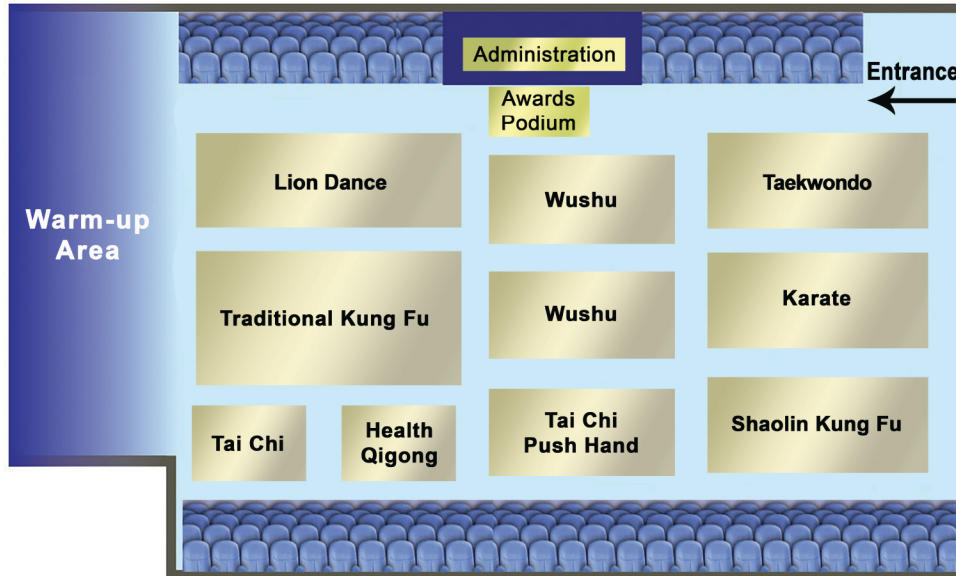 Administration
Entrance
Awards
Podium
Lion Dance
Wushu
Taekwondo
Warm-up
Area
Traditional Kung Fu
Wushu
Karate
Tai Chi
Health
Qigong
Tai Chi
Push Hand
Shaolin Kung Fu